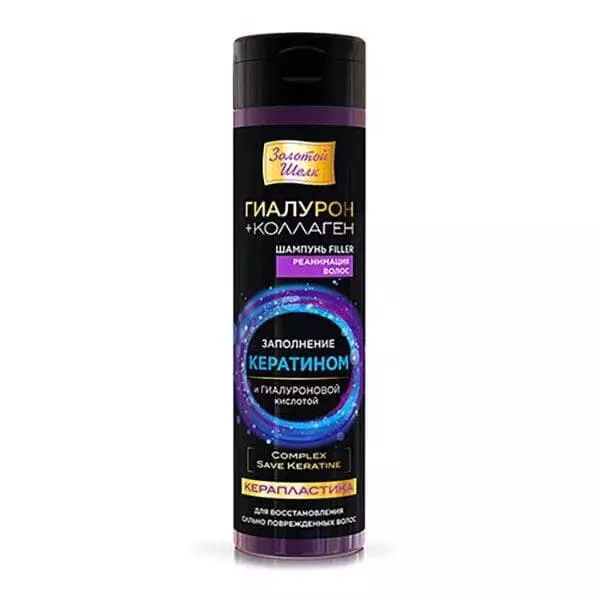 Золотой
Шелк
ГИАЛУРОН
+КОЛЛАГЕН
ШАМПУНЬ FILLER
РЕАНИМАЦИЯ
ВОЛОС
ЗАПОЛНЕНИЕ
КЕРАТИНОМ
И ГИАЛУРОНОВОЙ
КИСЛОТОЙ
COMPLEX
SAVE KERATINE
КЕРАПЛАСТИКА
ДЛЯ ВОССТАНОВЛЕНИЯ
СИЛЬНО ПОВРЕЖДЕННЫХ ВОЛОС